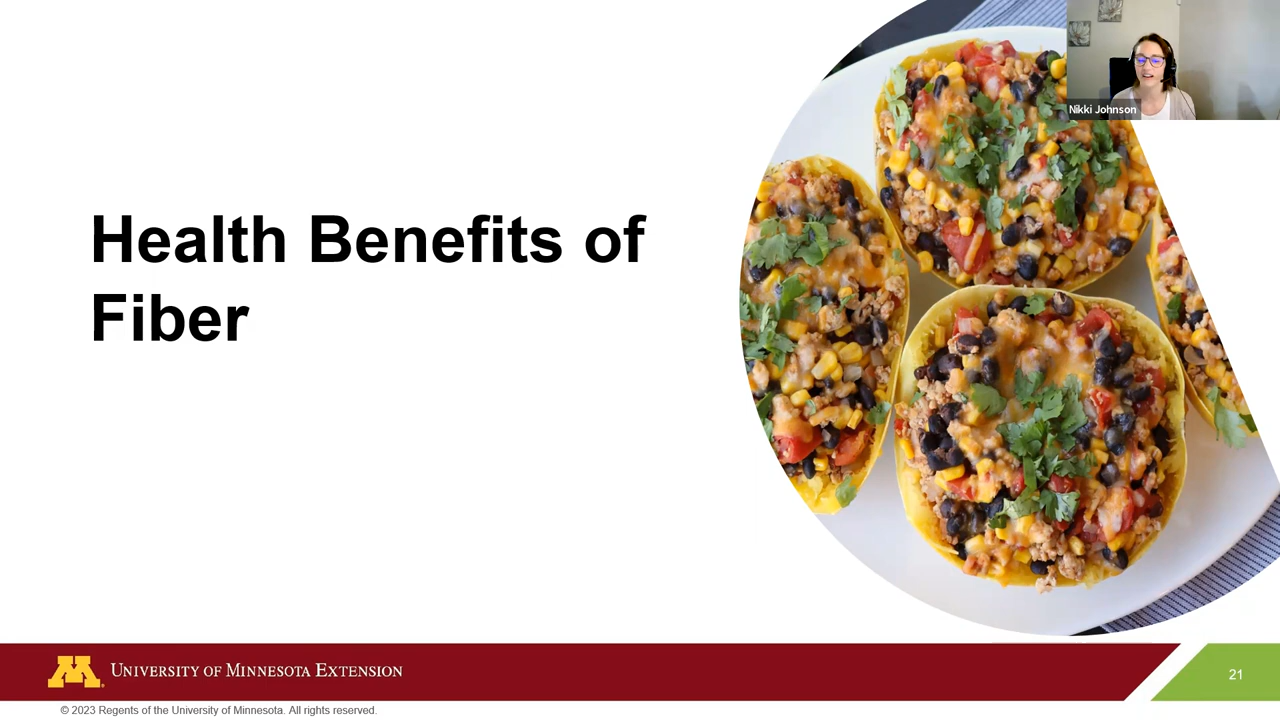 Nikki Johnson
Health Benefits of
Fiber
UNIVERSITY OF MINNESOTA EXTENSION
21
© 2023 Regents of the University of Minnesota. All rights reserved.